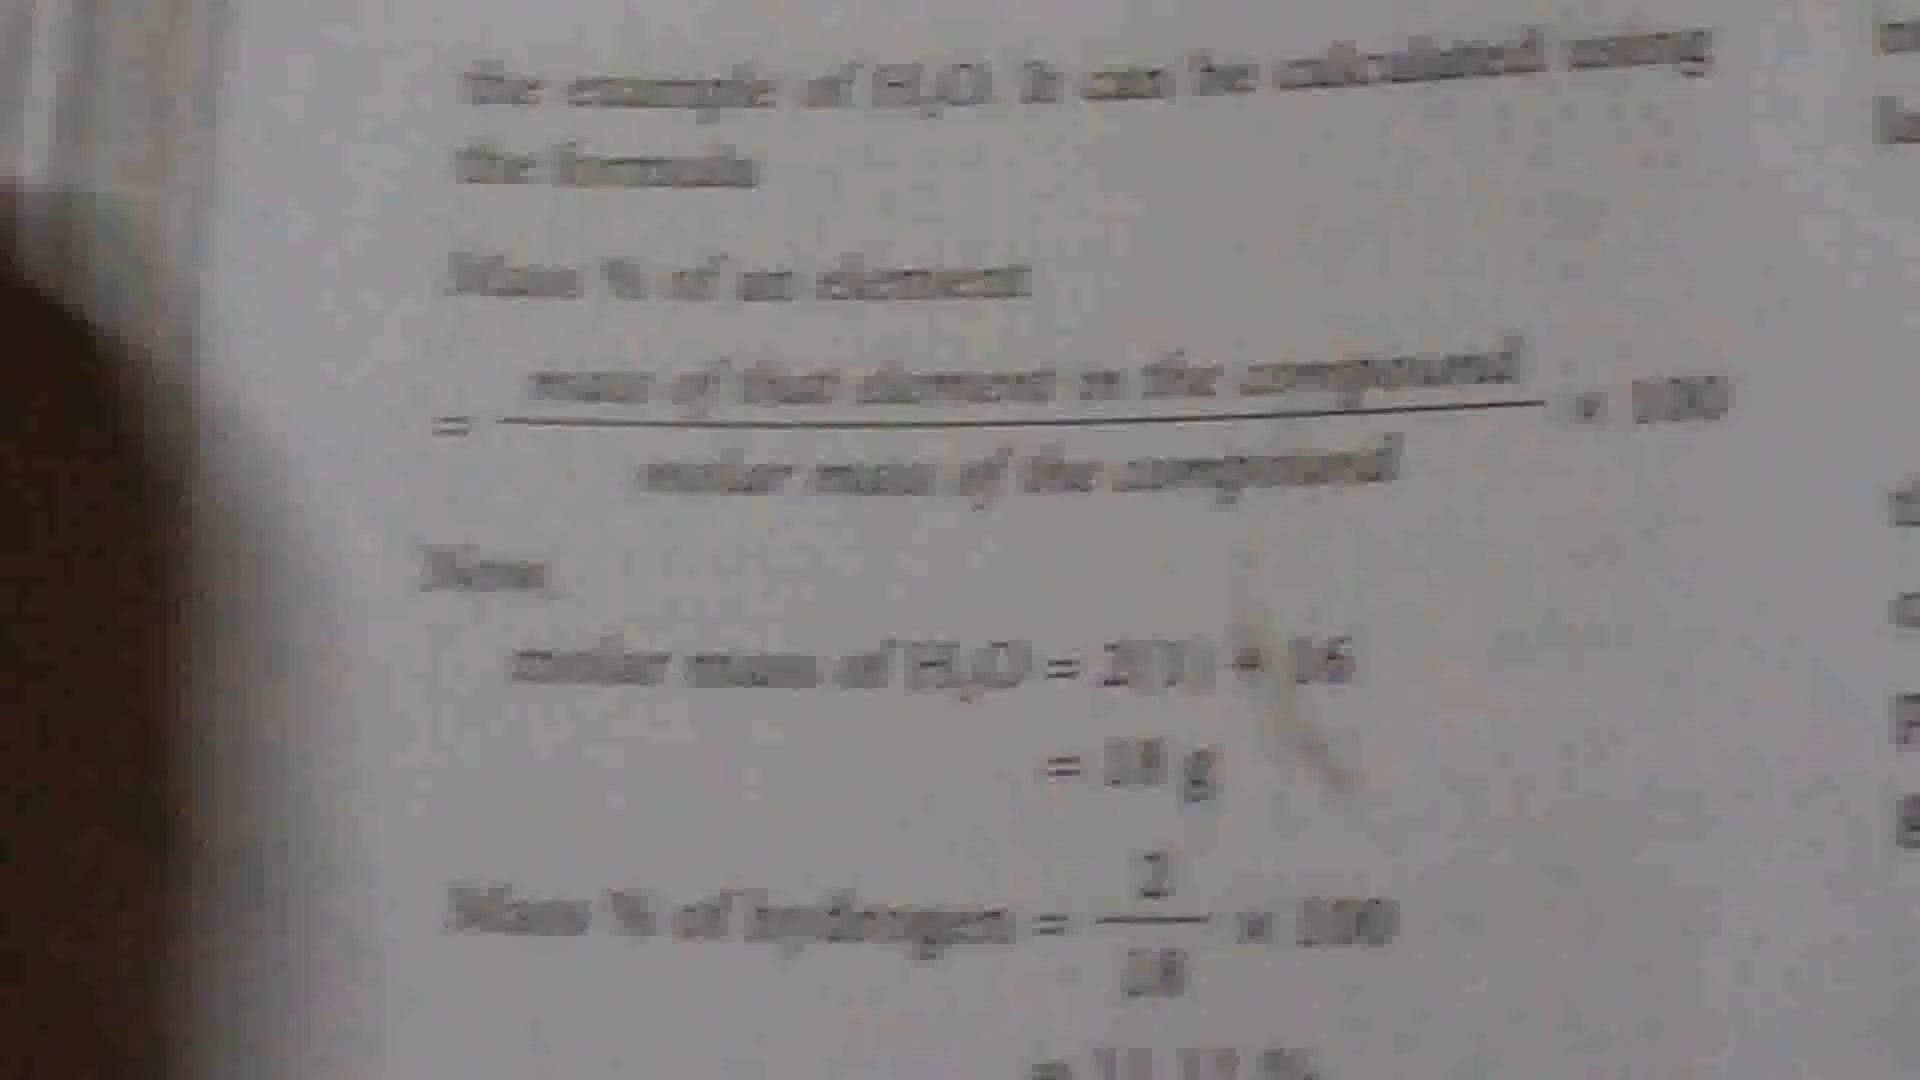 the example of H₂O. It can be calculated using
the formula
Mass % of an element
= mass of that element in the compound / molar mass of the compound × 100
Now
molar mass of H₂O = 2(1) + 16
= 18 g
Mass % of hydrogen = 2/18 × 100